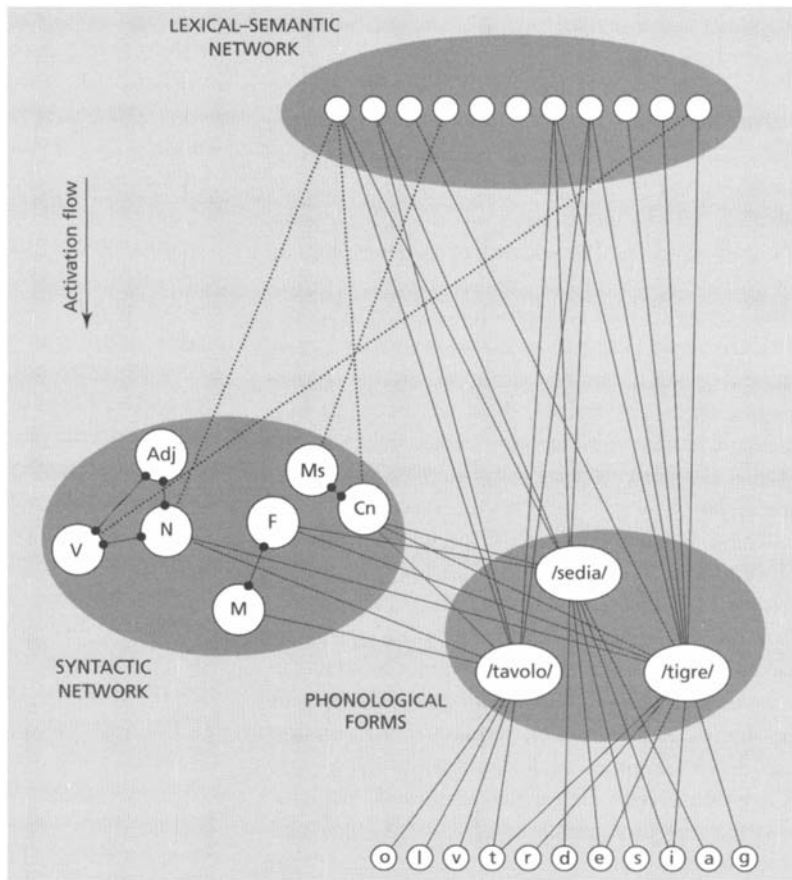 LEXICAL–SEMANTIC
NETWORK
Activation flow
Adj
Ms
Cn
F
N
V
M
/sedia/
/tavolo/
/tigre/
SYNTACTIC
NETWORK
PHONOLOGICAL
FORMS
o l v t r d e s i a g